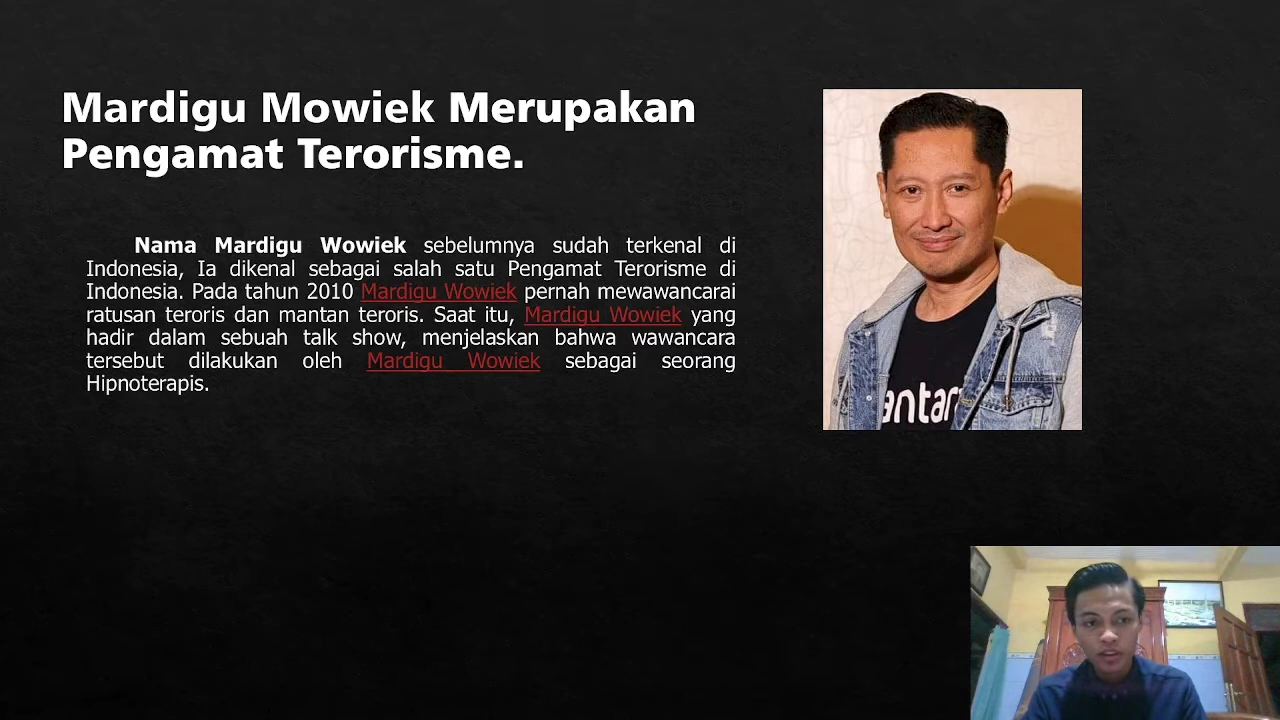 Mardigu Mowiek Merupakan
Pengamat Terorisme.
Nama Mardigu Wowiek sebelumnya sudah terkenal di
Indonesia, Ia dikenal sebagai salah satu Pengamat Terorisme di
Indonesia. Pada tahun 2010 Mardigu Wowiek pernah mewawancarai
ratusan teroris dan mantan teroris. Saat itu, Mardigu Wowiek yang
hadir dalam sebuah talk show, menjelaskan bahwa wawancara
tersebut dilakukan oleh Mardigu Wowiek sebagai seorang
Hipnoterapis.
antar